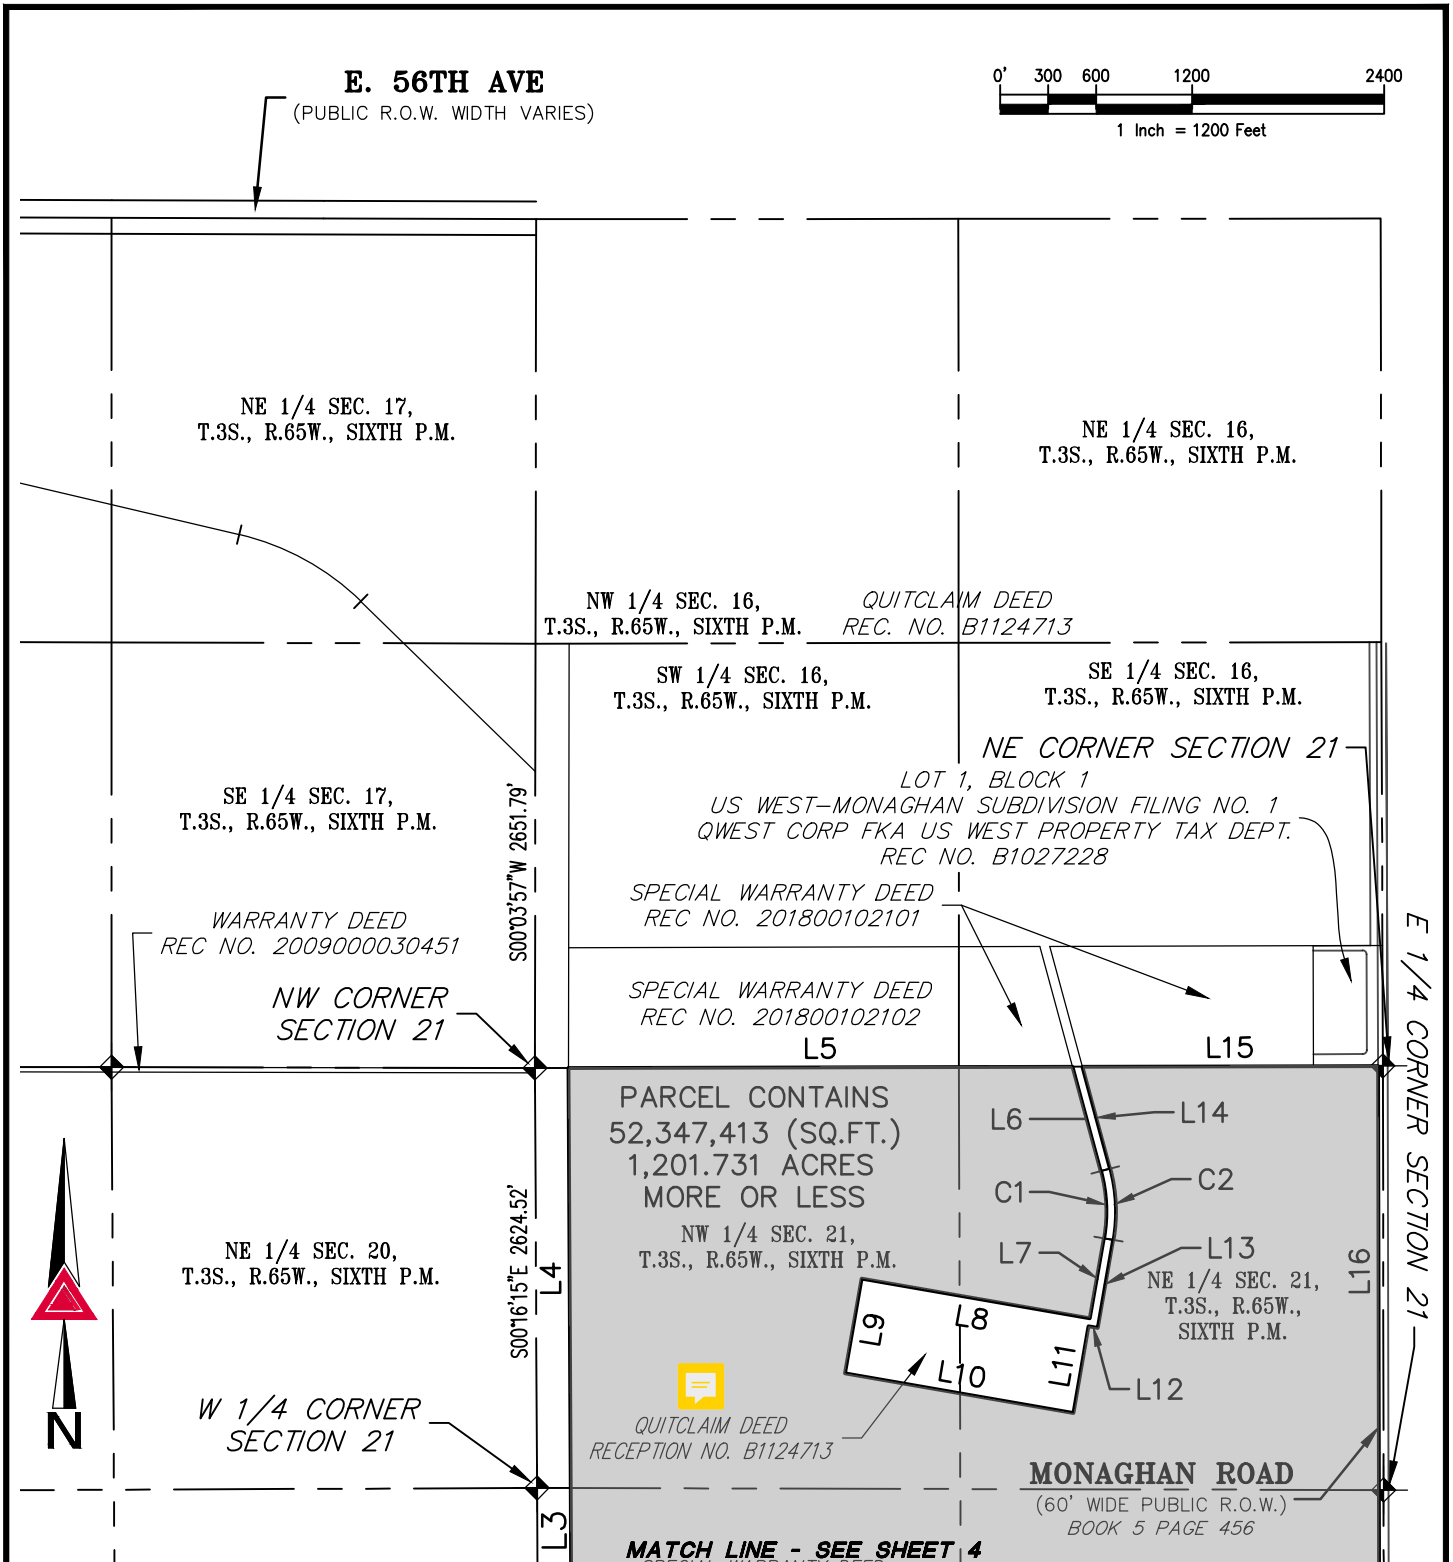 E. 56TH AVE
(PUBLIC R.O.W. WIDTH VARIES)
0' 300 600 1200 2400
1 Inch = 1200 Feet
NE 1/4 SEC. 17,
T.3S., R.65W., SIXTH P.M.
NE 1/4 SEC. 16,
T.3S., R.65W., SIXTH P.M.
NW 1/4 SEC. 16,
T.3S., R.65W., SIXTH P.M.
QUITCLAIM DEED
REC. NO. B1124713
SW 1/4 SEC. 16,
T.3S., R.65W., SIXTH P.M.
SE 1/4 SEC. 16,
T.3S., R.65W., SIXTH P.M.
NE CORNER SECTION 21
LOT 1, BLOCK 1
US WEST-MONAGHAN SUBDIVISION FILING NO. 1
QWEST CORP FKA US WEST PROPERTY TAX DEPT.
REC NO. B1027228
SE 1/4 SEC. 17,
T.3S., R.65W., SIXTH P.M.
S00°03'57"W 2651.79'
SPECIAL WARRANTY DEED
REC NO. 201800102101
WARRANTY DEED
REC NO. 2009000030451
NW CORNER
SECTION 21
SPECIAL WARRANTY DEED
REC NO. 201800102102
L5
L15
E 1/4 CORNER SECTION 21
PARCEL CONTAINS
52,347,413 (SQ.FT.)
1,201.731 ACRES
MORE OR LESS
L6
L14
C1
C2
NW 1/4 SEC. 21,
T.3S., R.65W., SIXTH P.M.
L7
L13
NE 1/4 SEC. 21,
T.3S., R.65W.,
SIXTH P.M.
L16
NE 1/4 SEC. 20,
T.3S., R.65W., SIXTH P.M.
S00°16'15"E 2624.52'
L4
L8
L9
L10
L11
L12
N
W 1/4 CORNER
SECTION 21
QUITCLAIM DEED
RECEPTION NO. B1124713
MONAGHAN ROAD
(60' WIDE PUBLIC R.O.W.)
BOOK 5 PAGE 456
L3
MATCH LINE - SEE SHEET 4
SPECIAL WARRANTY DEED